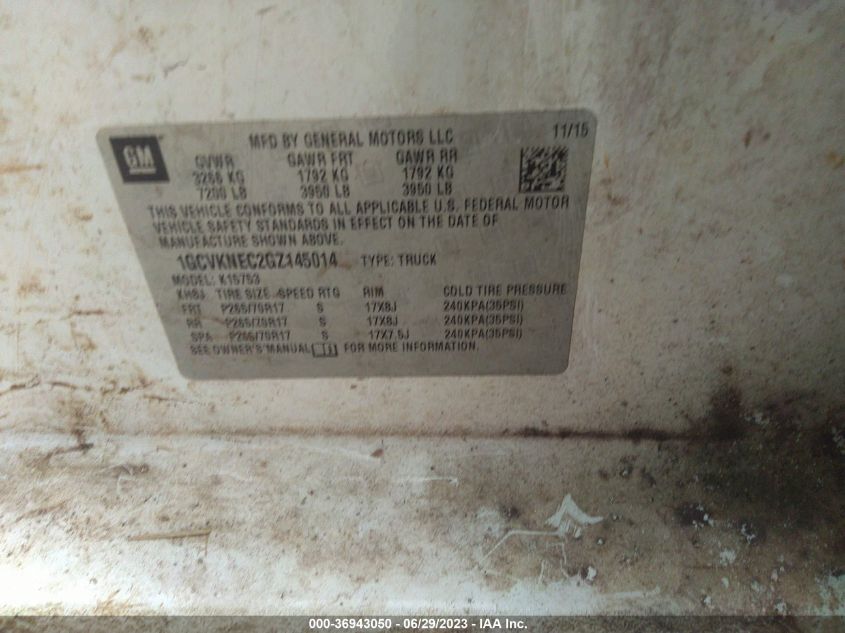 GM
MFD BY GENERAL MOTORS LLC 11/15
GVWR GAWR FRT GAWR RR
3266 KG 1792 KG 1792 KG
7200 LB 3950 LB 3950 LB
THIS VEHICLE CONFORMS TO ALL APPLICABLE U.S. FEDERAL MOTOR
VEHICLE SAFETY STANDARDS IN EFFECT ON THE DATE OF
MANUFACTURE SHOWN ABOVE.
1GCVKNEC2GZ145014 TYPE: TRUCK
MODEL: K15753
KH8J TIRE SIZE SPEED RTG RIM COLD TIRE PRESSURE
FRT P265/70R17 S 17X8J 240KPA(35PSI)
RR P265/70R17 S 17X8J 240KPA(35PSI)
SPA P265/70R17 S 17X7.5J 240KPA(35PSI)
SEE OWNER'S MANUAL FOR MORE INFORMATION.
000-36943050 - 06/29/2023 - IAA Inc.